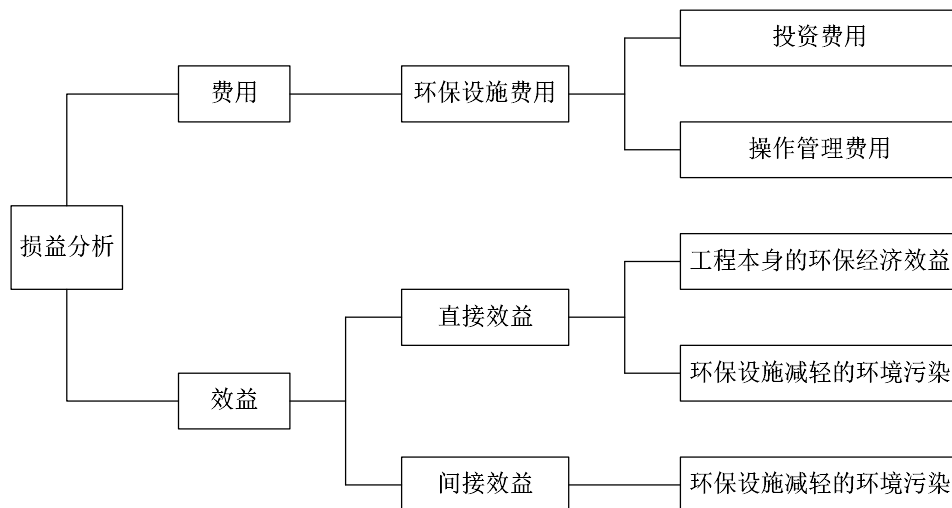 投资费用
费用
环保设施费用
操作管理费用
损益分析
工程本身的环保经济效益
直接效益
环保设施减轻的环境污染
效益
间接效益
环保设施减轻的环境污染